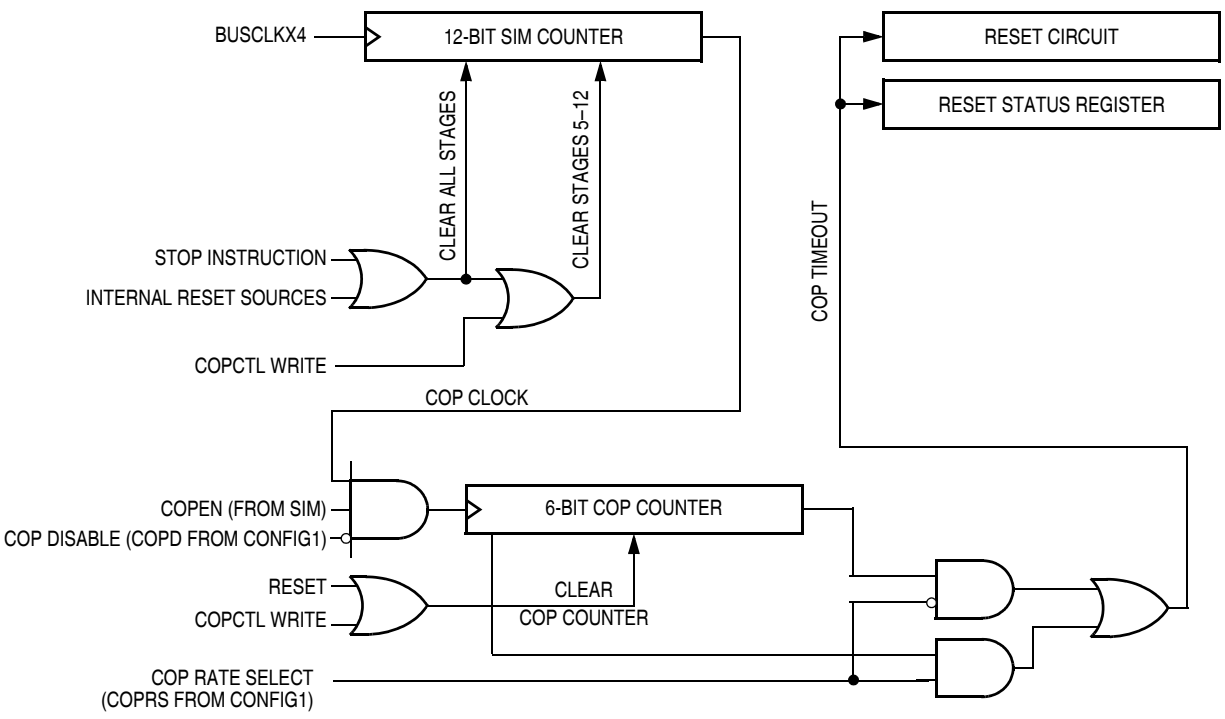 BUSCLKX4
12-BIT SIM COUNTER
RESET CIRCUIT
RESET STATUS REGISTER
CLEAR ALL STAGES
CLEAR STAGES 5–12
COP TIMEOUT
STOP INSTRUCTION
INTERNAL RESET SOURCES
COPCTL WRITE
COP CLOCK
COPEN (FROM SIM)
6-BIT COP COUNTER
COP DISABLE (COPD FROM CONFIG1)
RESET
CLEAR
COPCTL WRITE
COP COUNTER
COP RATE SELECT
(COPRS FROM CONFIG1)